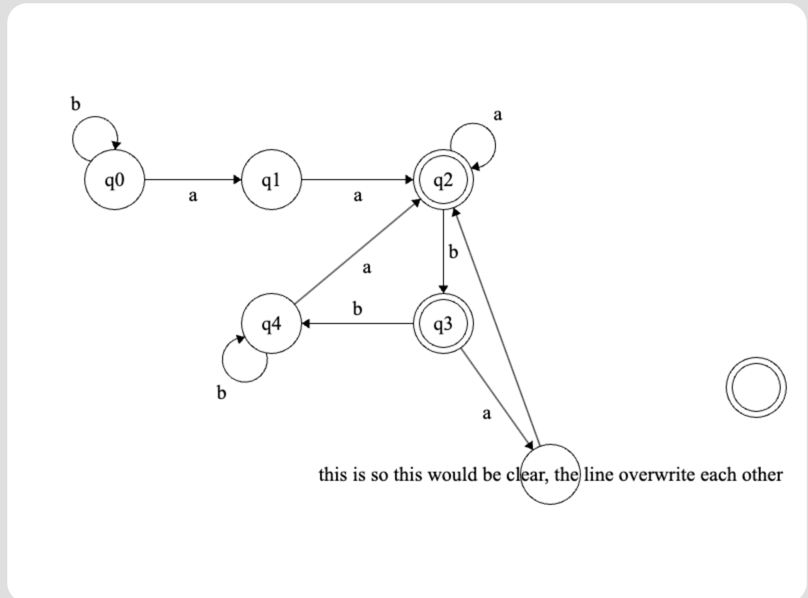 b
a
q0
q1
q2
a
a
b
a
b
q4
q3
b
a
this is so this would be clear, the line overwrite each other